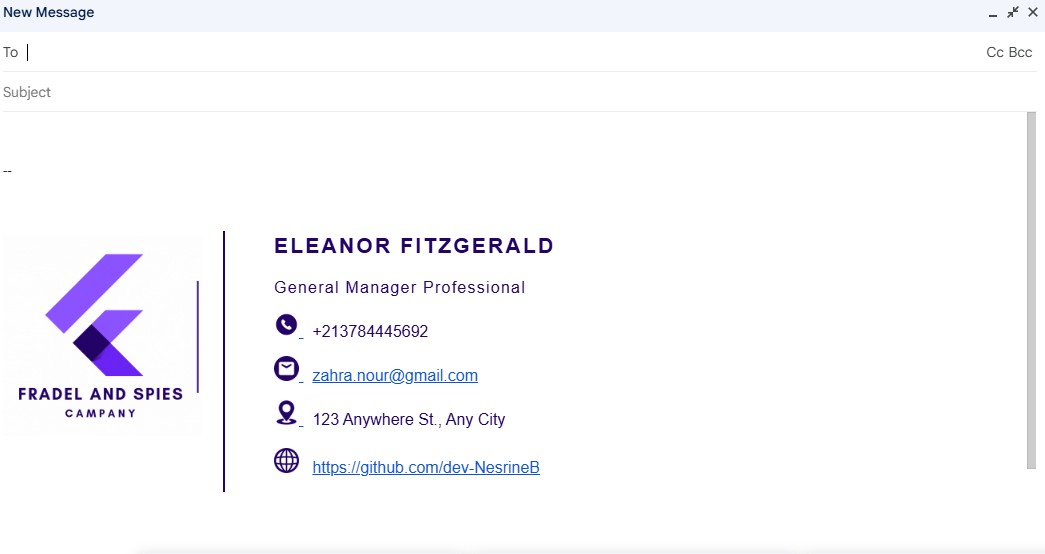 New Message
To
Cc Bcc
Subject
--
FRADEL AND SPIES
CAMPANY
ELEANOR FITZGERALD
General Manager Professional
+213784445692
zahra.nour@gmail.com
123 Anywhere St., Any City
https://github.com/dev-NesrineB